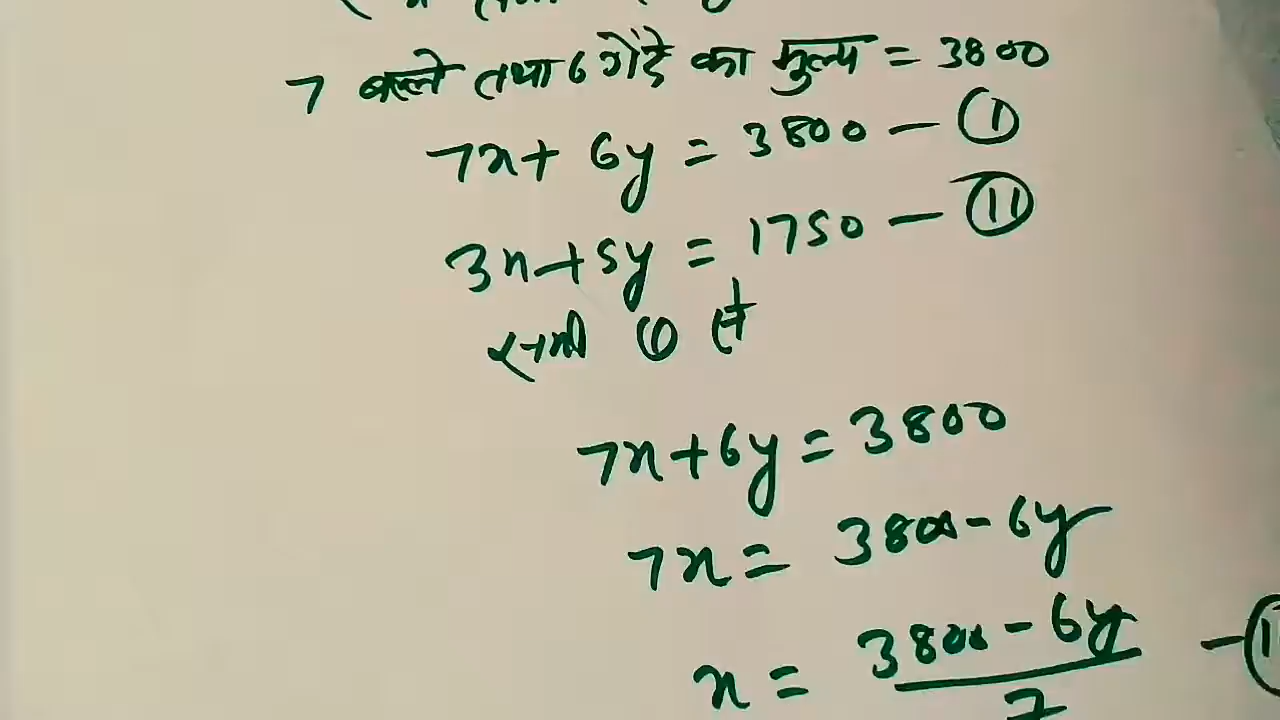 7 बल्ले तथा 6 गेंदे का मुल्य = 3800
7x + 6y = 3800 — (I)
3x + 5y = 1750 — (II)
समी (I) से
7x + 6y = 3800
7x = 3800 - 6y
x = 3800 - 6y / 7